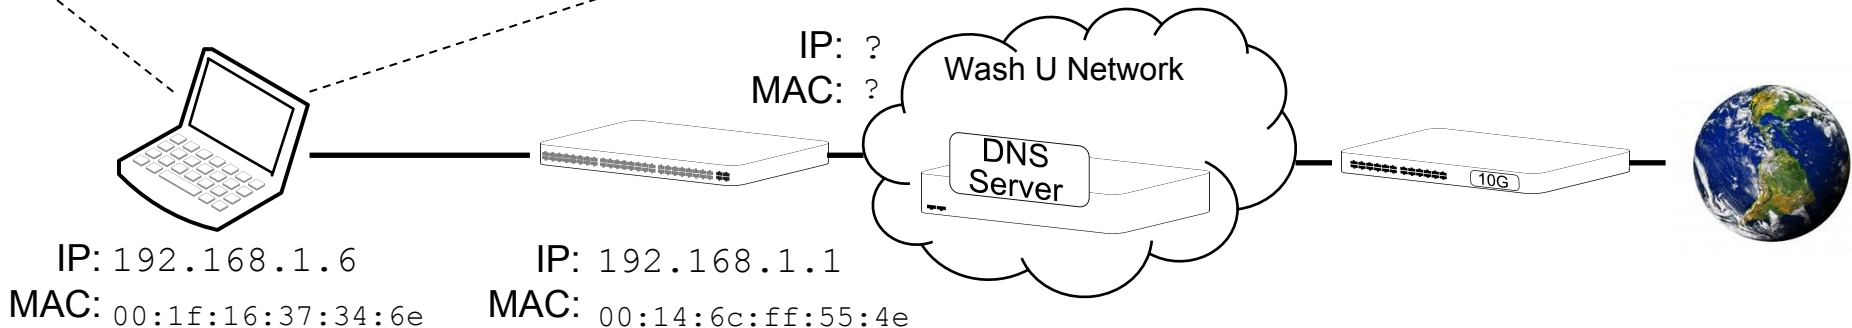 IP: ?
MAC: ?
Wash U Network
DNS
Server
10G
IP: 192.168.1.6
MAC: 00:1f:16:37:34:6e
IP: 192.168.1.1
MAC: 00:14:6c:ff:55:4e